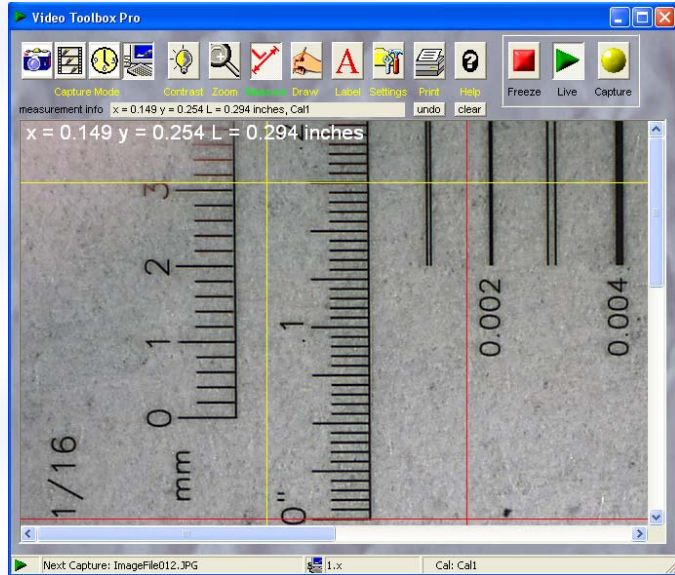 Video Toolbox Pro
Capture Mode Contrast Zoom Measure Draw Label Settings Print Help Freeze Live Capture
measurement info x = 0.149 y = 0.254 L = 0.294 inches, Cal1 undo clear
x = 0.149 y = 0.254 L = 0.294 inches
3
2
1
0
mm
1/16
1
0"
0.002
0.004
Next Capture: ImageFile012.JPG 1.x Cal: Cal1